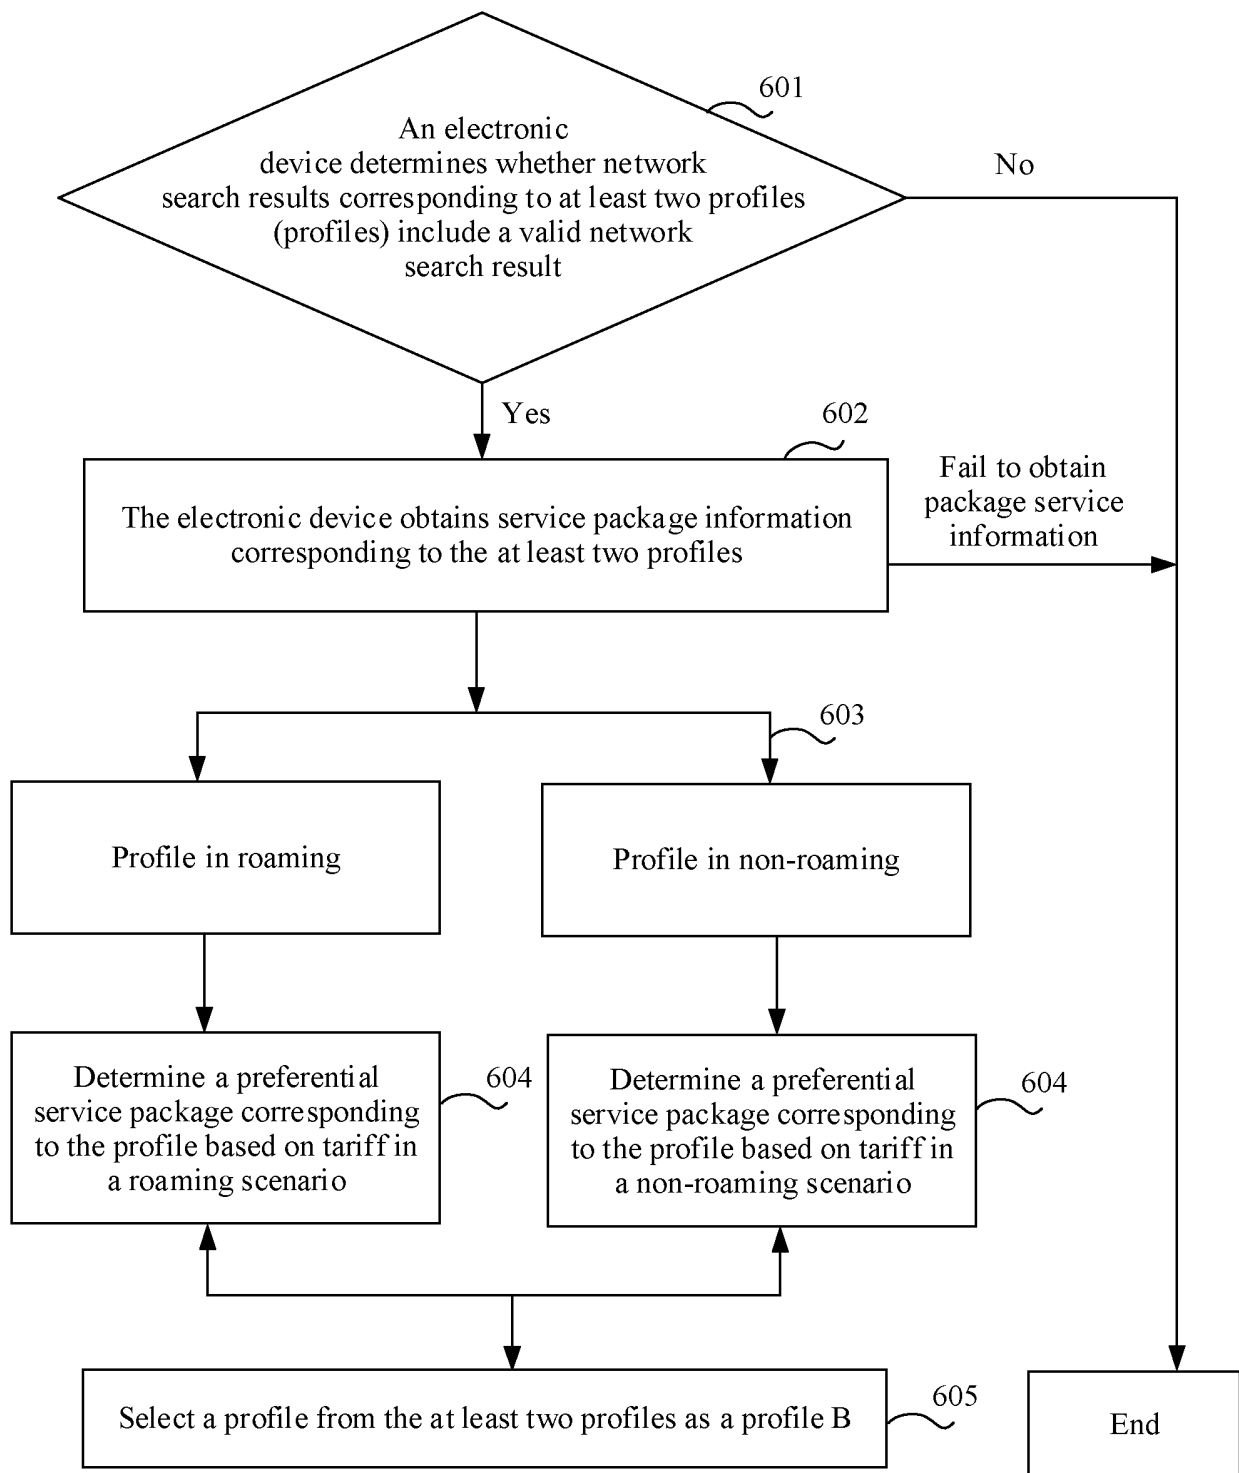 601
An electronic
device determines whether network
search results corresponding to at least two profiles
(profiles) include a valid network
search result
No
Yes
602
The electronic device obtains service package information
corresponding to the at least two profiles
Fail to obtain
package service
information
603
Profile in roaming
Profile in non-roaming
Determine a preferential
service package corresponding
to the profile based on tariff in
a roaming scenario
604
Determine a preferential
service package corresponding
to the profile based on tariff in
a non-roaming scenario
604
Select a profile from the at least two profiles as a profile B
605
End